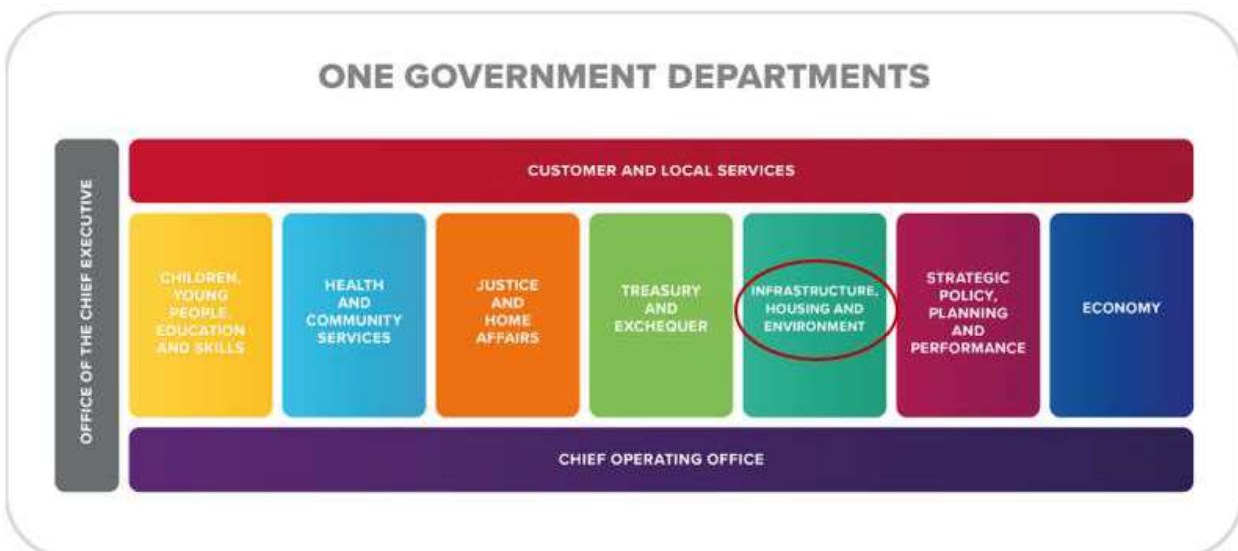 ONE GOVERNMENT DEPARTMENTS
OFFICE OF THE CHIEF EXECUTIVE
CUSTOMER AND LOCAL SERVICES
CHILDREN,
YOUNG
PEOPLE,
EDUCATION
AND SKILLS
HEALTH
AND
COMMUNITY
SERVICES
JUSTICE
AND
HOME
AFFAIRS
TREASURY
AND
EXCHEQUER
INFRASTRUCTURE,
HOUSING AND
ENVIRONMENT
STRATEGIC
POLICY,
PLANNING
AND
PERFORMANCE
ECONOMY
CHIEF OPERATING OFFICE